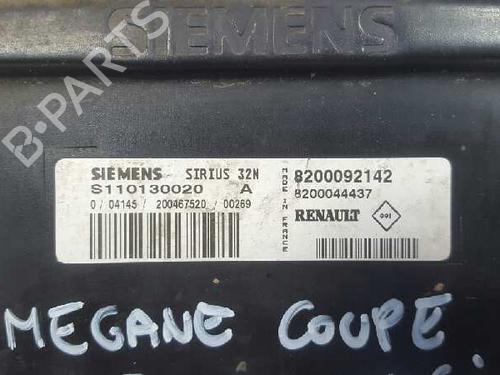 SIEMENS
B-PARTS
SIEMENS SIRIUS 32N
S110130020 A
0 / 04145 / 200467520 / 00269
MADE IN FRANCE
8200092142
8200044437
RENAULT
MEGANE COUPE